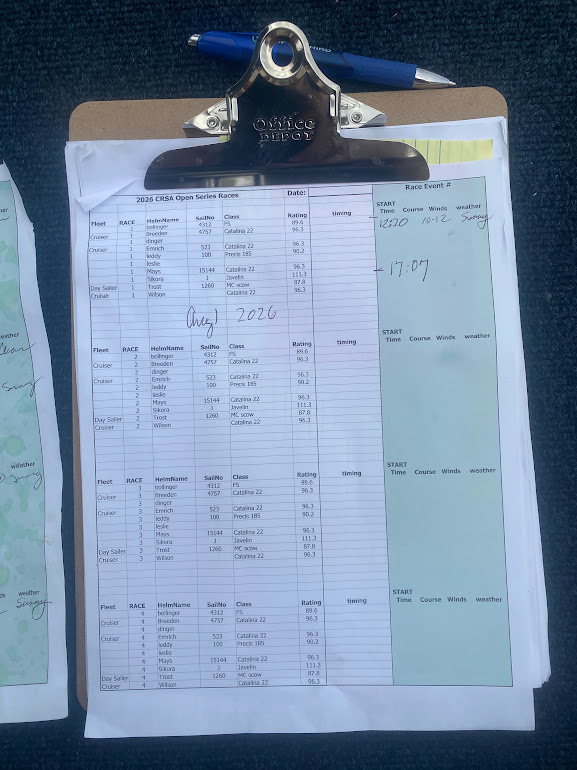 Office
DEPOT
2026 CRSA Open Series Races Date: Race Event #
START
Fleet RACE HelmName SailNo Class Rating timing Time Course Winds weather
1 bollinger 4312 FS 89.6 12:20 10-12 Sunny
Cruiser 1 Breeden 4757 Catalina 22 96.3
1 dinger
Cruiser 1 Emrich 523 Catalina 22 96.3
1 leddy 100 Precis 185 90.2
1 leslie
1 Mays 15144 Catalina 22 96.3
1 Sikora J Javelin 111.3
Day Sailer 1 Trost 1260 MC scow 87.8
Cruiser 1 Wilson Catalina 22 96.3
17:07
2026
START
Fleet RACE HelmName SailNo Class Rating timing Time Course Winds weather
2 bollinger 4312 FS 89.6
Cruiser 2 Breeden 4757 Catalina 22 96.3
2 dinger
Cruiser 2 Emrich 523 Catalina 22 96.3
2 leddy 100 Precis 185 90.2
2 leslie
2 Mays 15144 Catalina 22 96.3
2 Sikora J Javelin 111.3
Day Sailer 2 Trost 1260 MC scow 87.8
Cruiser 2 Wilson Catalina 22 96.3
START
Fleet RACE HelmName SailNo Class Rating timing Time Course Winds weather
3 bollinger 4312 FS 89.6
Cruiser 3 Breeden 4757 Catalina 22 96.3
3 dinger
Cruiser 3 Emrich 523 Catalina 22 96.3
3 leddy 100 Precis 185 90.2
3 leslie
3 Mays 15144 Catalina 22 96.3
3 Sikora J Javelin 111.3
Day Sailer 3 Trost 1260 MC scow 87.8
Cruiser 3 Wilson Catalina 22 96.3
START
Fleet RACE HelmName SailNo Class Rating timing Time Course Winds weather
4 bollinger 4312 FS 89.6
Cruiser 4 Breeden 4757 Catalina 22 96.3
4 dinger
Cruiser 4 Emrich 523 Catalina 22 96.3
4 leddy 100 Precis 185 90.2
4 leslie
4 Mays 15144 Catalina 22 96.3
4 Sikora J Javelin 111.3
Day Sailer 4 Trost 1260 MC scow 87.8
Cruiser 4 Wilson Catalina 22 96.3
weather
weather
Sunny